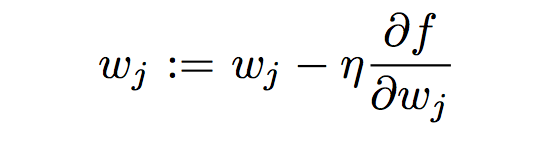 w_j := w_j − η ∂f/∂w_j